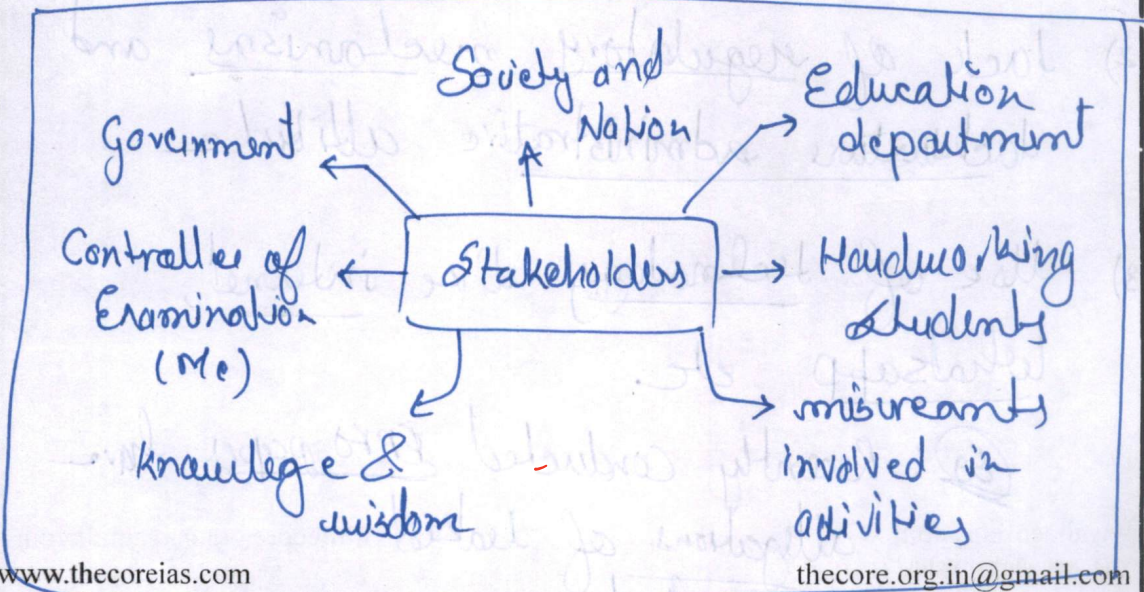 Society and
Nation
Education
department
Government
Controller of
Examination
(Me)
Stakeholders
Hardworking
students
Knowledge &
wisdom
miscreants
involved in
activities
www.thecoreias.com
thecore.org.in@gmail.com